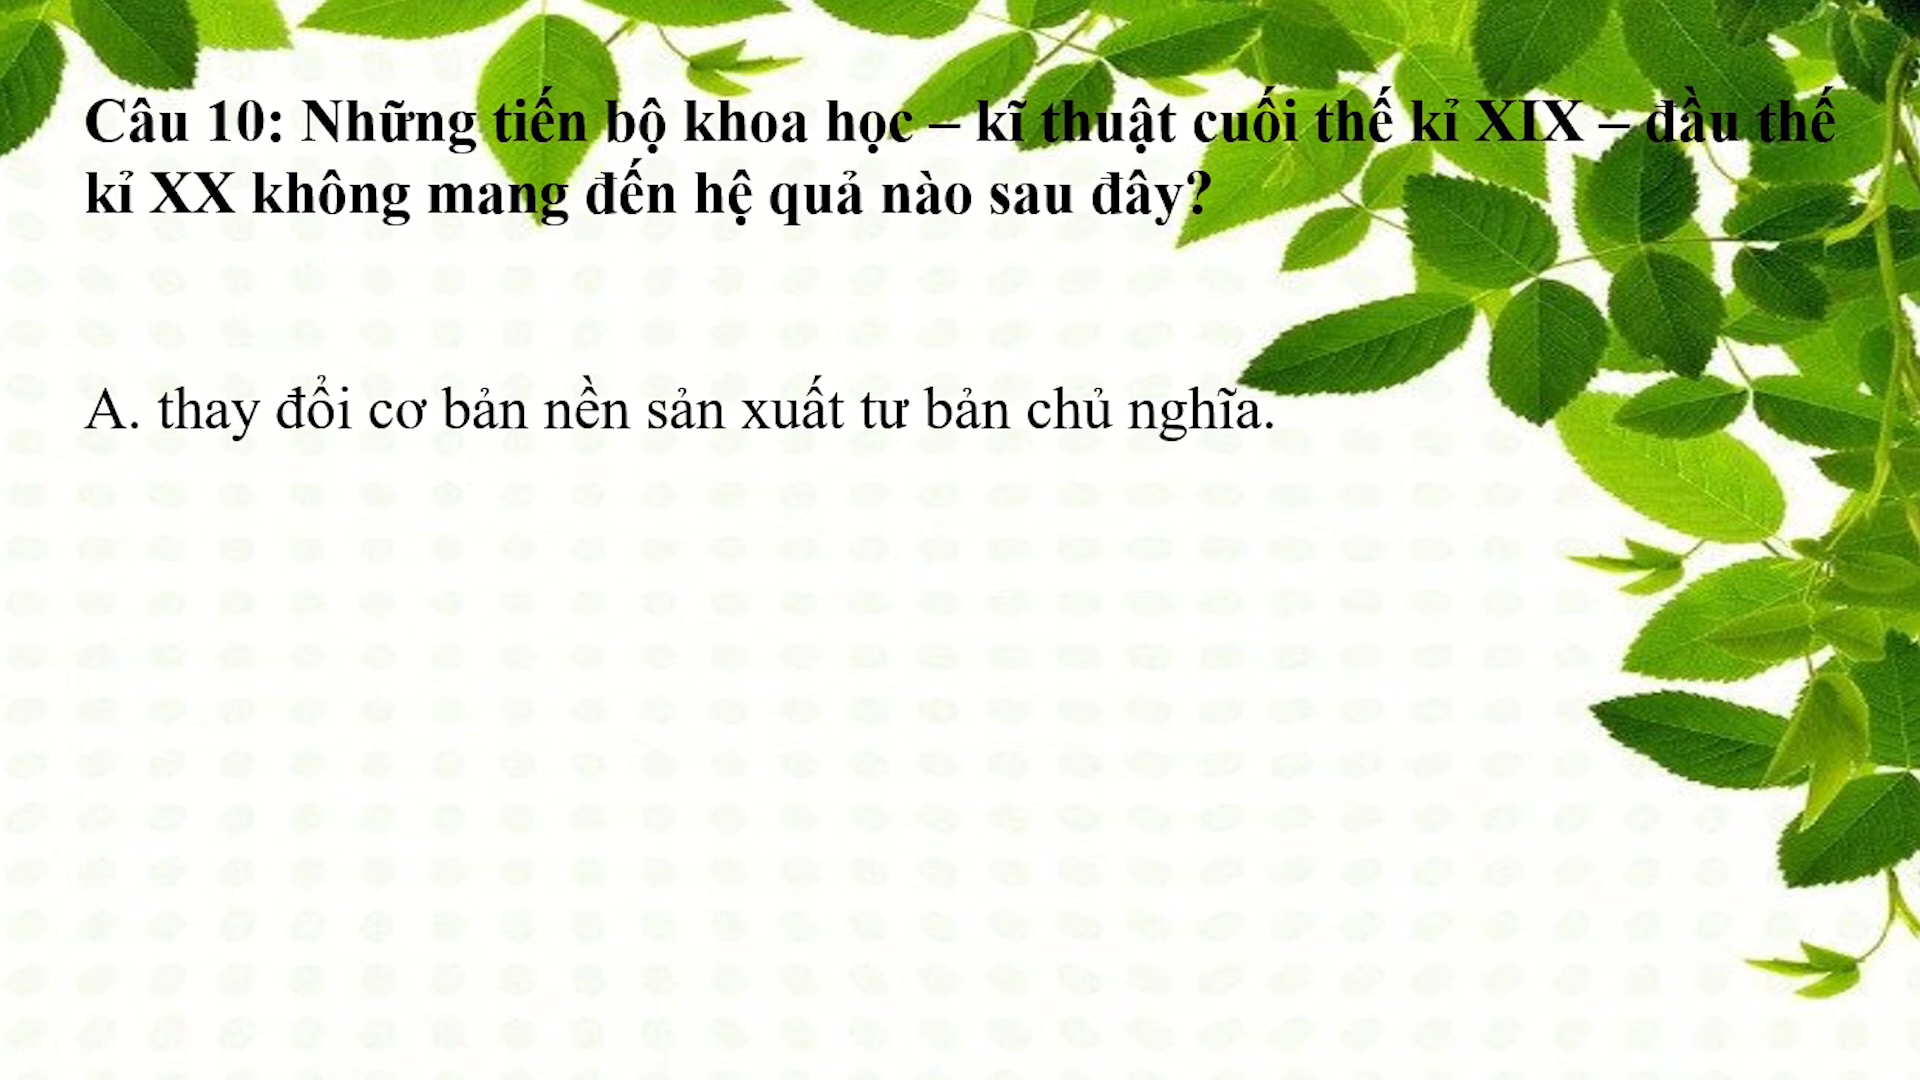 Câu 10: Những tiến bộ khoa học – kĩ thuật cuối thế kỉ XIX – đầu thế
kỉ XX không mang đến hệ quả nào sau đây?
A. thay đổi cơ bản nền sản xuất tư bản chủ nghĩa.